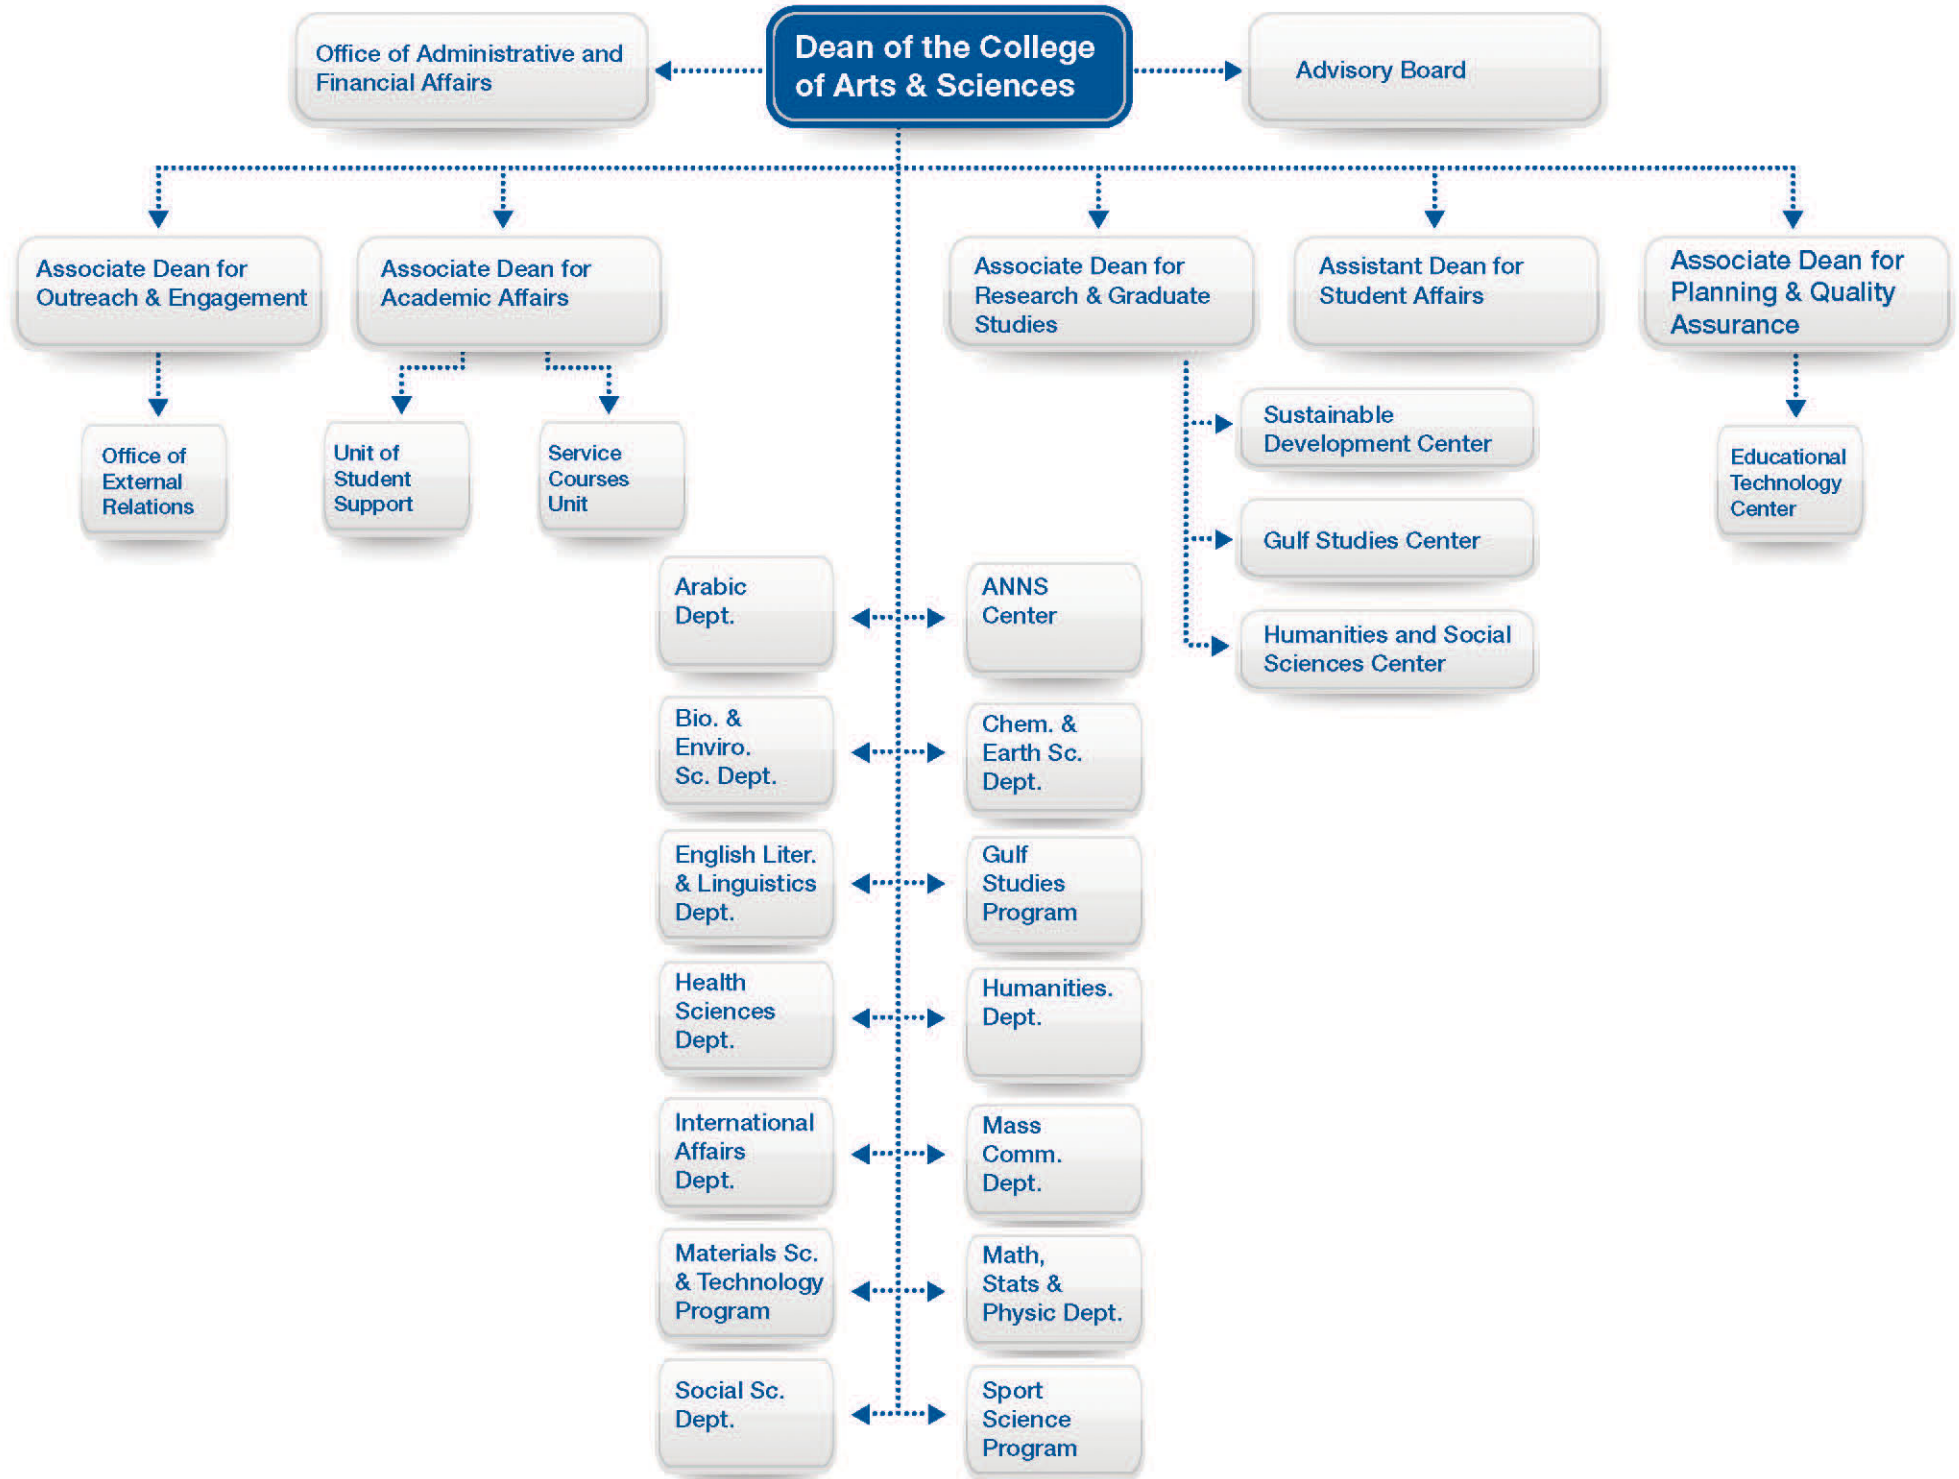 Office of Administrative and
Financial Affairs
Dean of the College
of Arts & Sciences
Advisory Board
Associate Dean for
Outreach & Engagement
Associate Dean for
Academic Affairs
Associate Dean for
Research & Graduate
Studies
Assistant Dean for
Student Affairs
Associate Dean for
Planning & Quality
Assurance
Office of
External
Relations
Unit of
Student
Support
Service
Courses
Unit
Sustainable
Development Center
Gulf Studies Center
Humanities and Social
Sciences Center
Educational
Technology
Center
Arabic
Dept.
ANNS
Center
Bio. &
Enviro.
Sc. Dept.
Chem. &
Earth Sc.
Dept.
English Liter.
& Linguistics
Dept.
Gulf
Studies
Program
Health
Sciences
Dept.
Humanities.
Dept.
International
Affairs
Dept.
Mass
Comm.
Dept.
Materials Sc.
& Technology
Program
Math,
Stats &
Physic Dept.
Social Sc.
Dept.
Sport
Science
Program